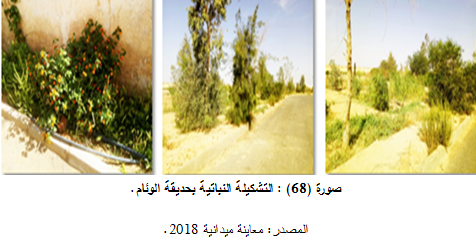 صورة (68) : التشكيلة النباتية بحديقة الوئام.
المصدر: معاينة ميدانية 2018.